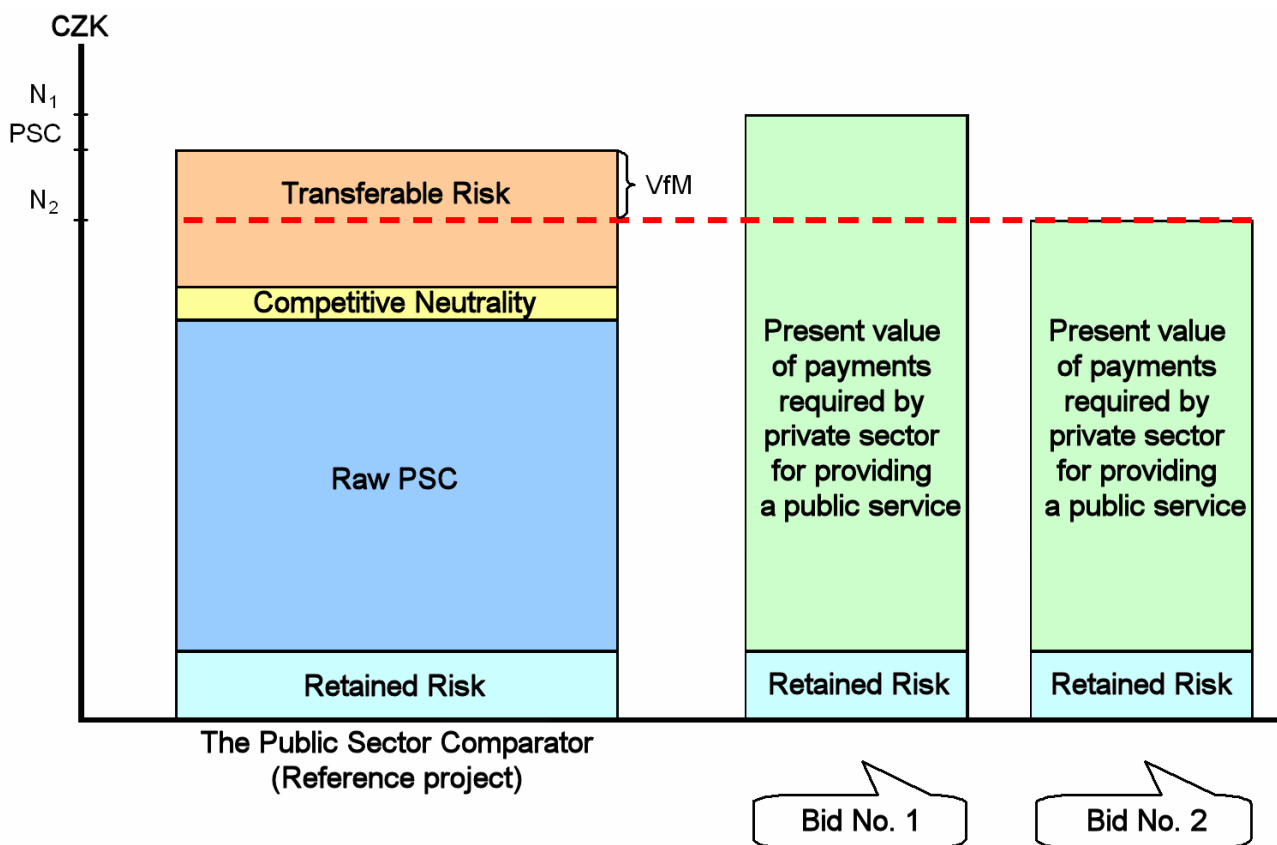 CZK
N₁
PSC
N₂
Transferable Risk
VfM
Competitive Neutrality
Raw PSC
Retained Risk
Present value
of payments
required by
private sector
for providing
a public service
Retained Risk
Present value
of payments
required by
private sector
for providing
a public service
Retained Risk
The Public Sector Comparator
(Reference project)
Bid No. 1
Bid No. 2